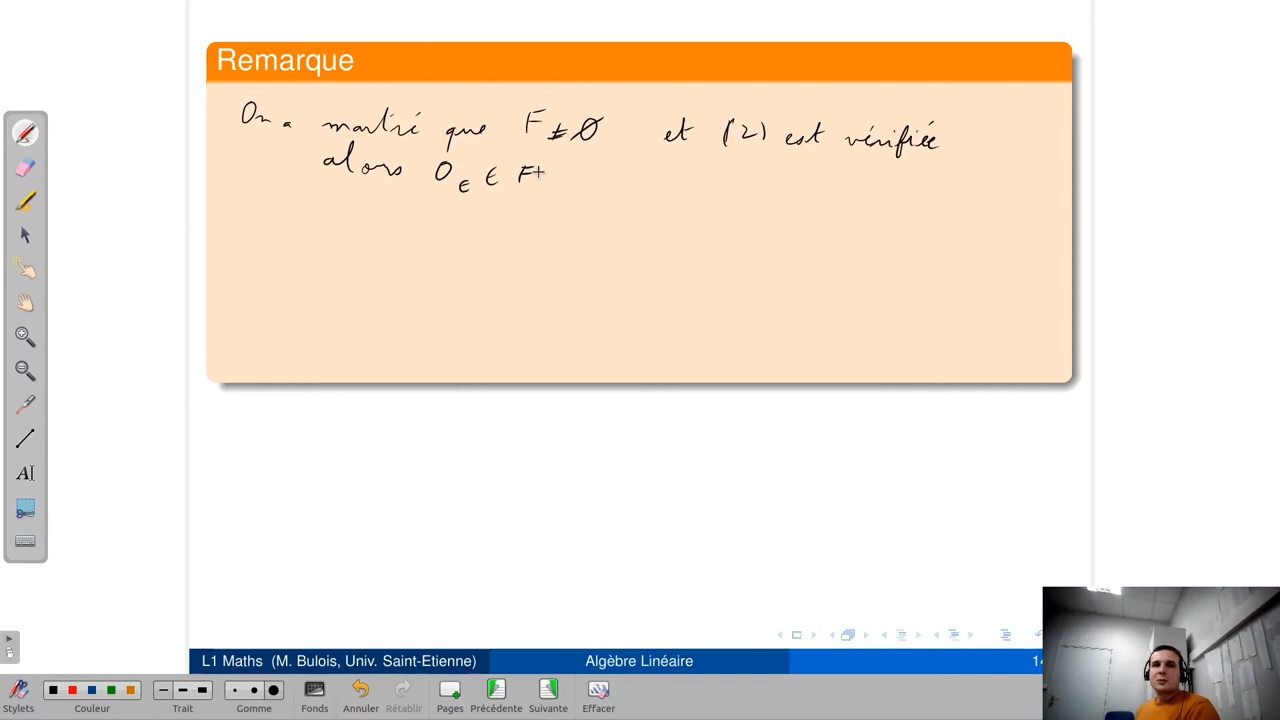 Remarque
On a montré que F ≠ ∅ et (2) est vérifiée
alors 0_E ∈ F
L1 Maths (M. Bulois, Univ. Saint-Etienne) Algèbre Linéaire 14
Stylets Couleur Trait Gomme Fonds Annuler Rétablir Pages Précédente Suivante Effacer